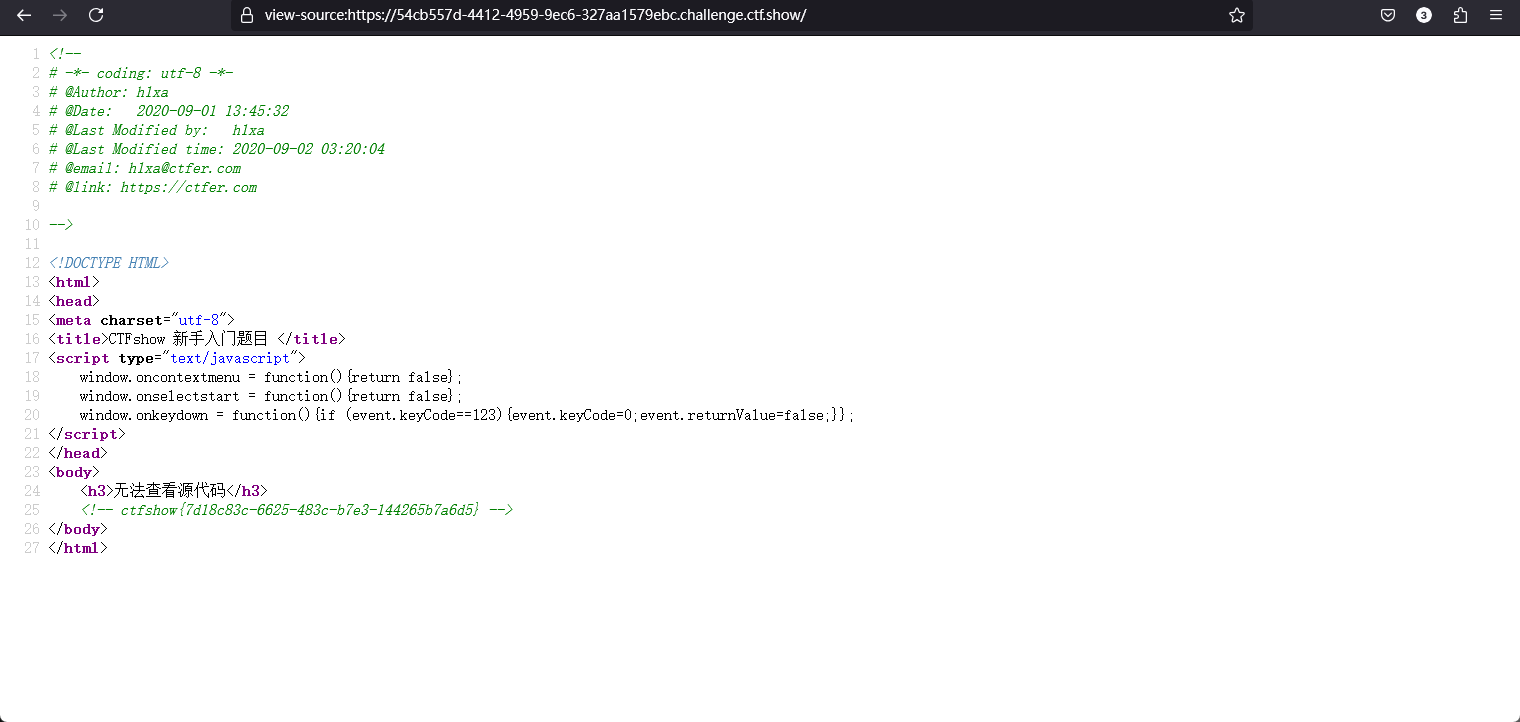 view-source:https://54cb557d-4412-4959-9ec6-327aa1579ebc.challenge.ctf.show/
3
1 <!--
2 # -*- coding: utf-8 -*-
3 # @Author: h1xa
4 # @Date:   2020-09-01 13:45:32
5 # @Last Modified by:   h1xa
6 # @Last Modified time: 2020-09-02 03:20:04
7 # @email: h1xa@ctfer.com
8 # @link: https://ctfer.com
9
10 -->
11
12 <!DOCTYPE HTML>
13 <html>
14 <head>
15 <meta charset="utf-8">
16 <title>CTFshow 新手入门题目 </title>
17 <script type="text/javascript">
18     window.oncontextmenu = function(){return false};
19     window.onselectstart = function(){return false};
20     window.onkeydown = function(){if (event.keyCode==123){event.keyCode=0;event.returnValue=false;}};
21 </script>
22 </head>
23 <body>
24     <h3>无法查看源代码</h3>
25     <!-- ctfshow{7d18c83c-6625-483c-b7e3-144265b7a6d5} -->
26 </body>
27 </html>